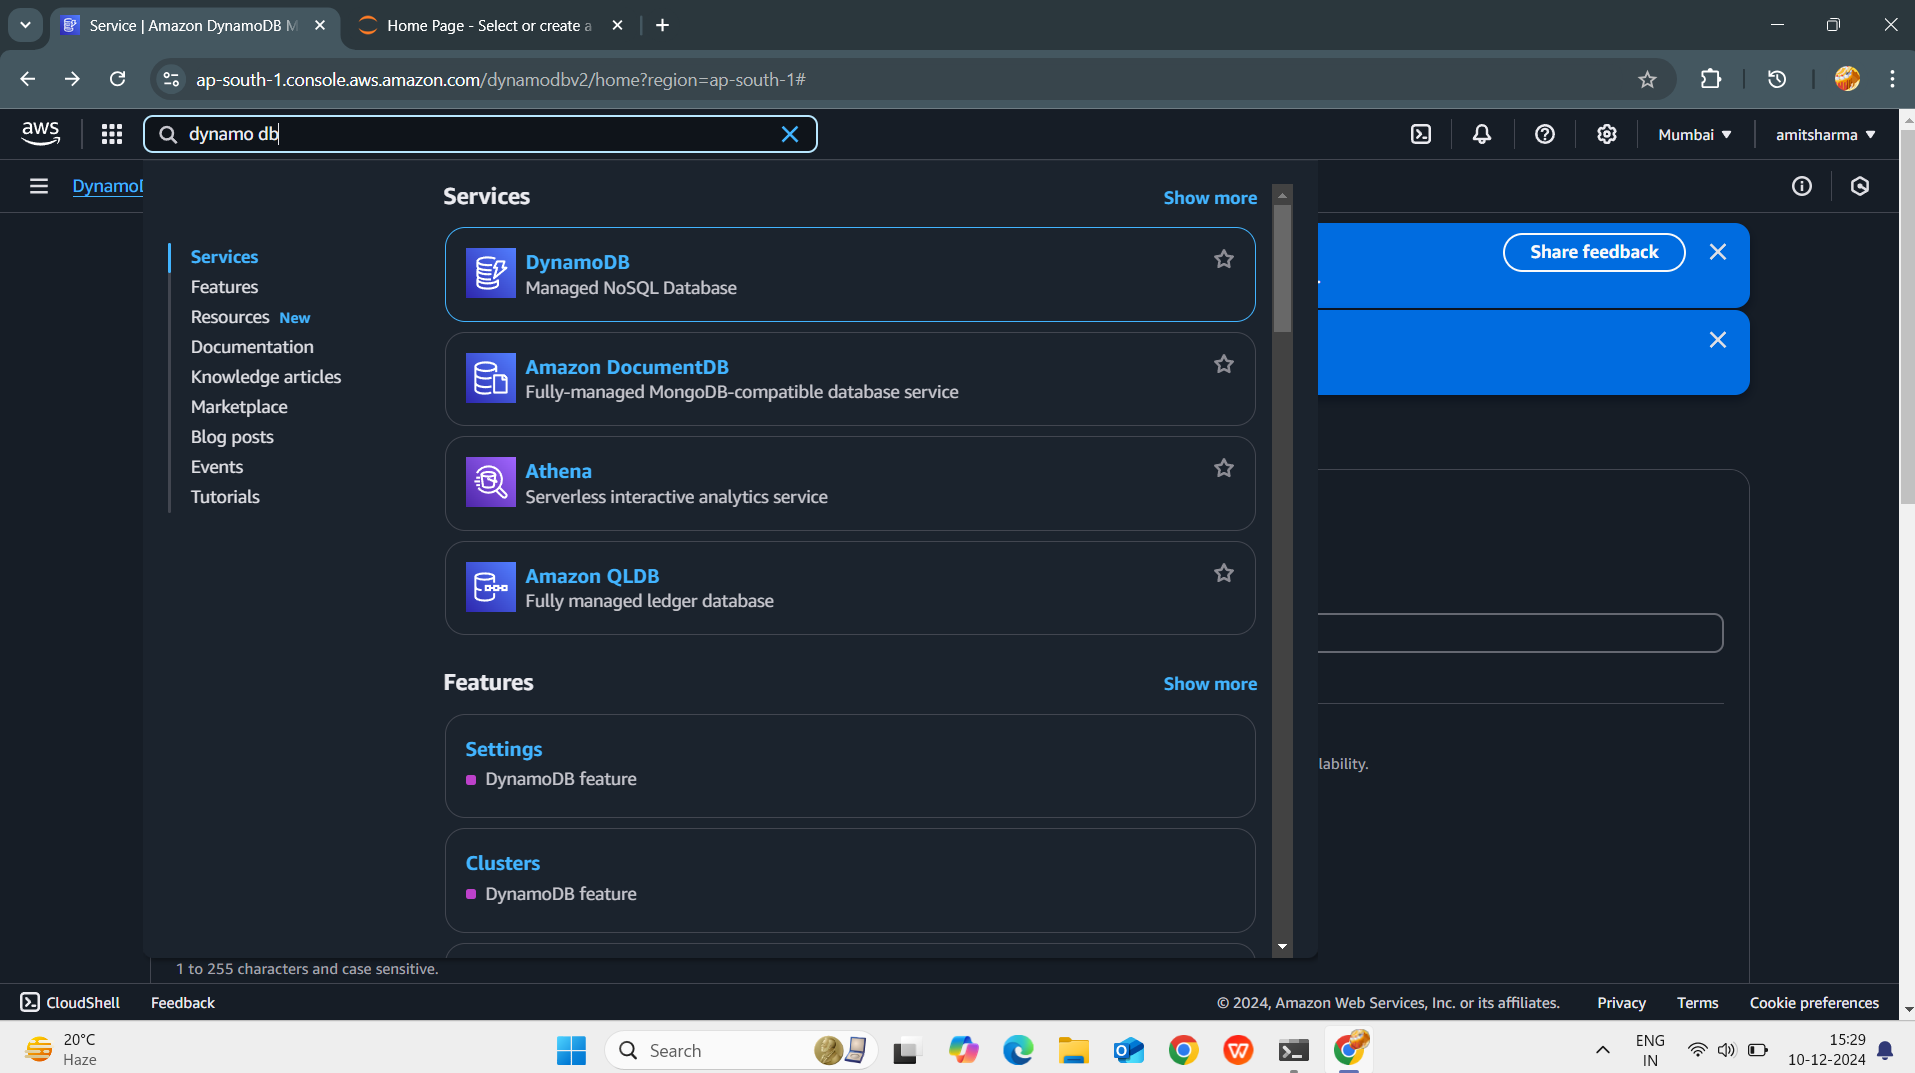 Service | Amazon DynamoDB M
Home Page - Select or create a
ap-south-1.console.aws.amazon.com/dynamodbv2/home?region=ap-south-1#
aws
dynamo db
Mumbai
amitsharma
Services
Show more
Share feedback
Services
Features
Resources New
Documentation
Knowledge articles
Marketplace
Blog posts
Events
Tutorials
DynamoDB
Managed NoSQL Database
Amazon DocumentDB
Fully-managed MongoDB-compatible database service
Athena
Serverless interactive analytics service
Amazon QLDB
Fully managed ledger database
Features
Show more
Settings
DynamoDB feature
lability.
Clusters
DynamoDB feature
1 to 255 characters and case sensitive.
CloudShell
Feedback
© 2024, Amazon Web Services, Inc. or its affiliates.
Privacy
Terms
Cookie preferences
20°C
Haze
Search
ENG
IN
15:29
10-12-2024